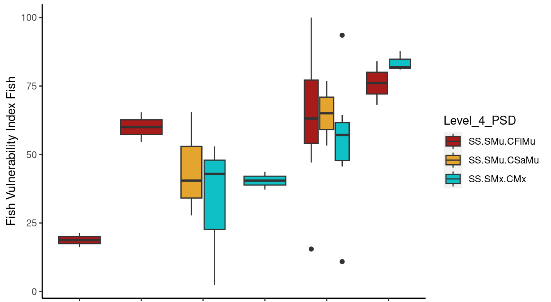 100
75
50
25
0
Fish Vulnerability Index Fish
Level_4_PSD
SS.SMu.CFiMu
SS.SMu.CSaMu
SS.SMx.CMx